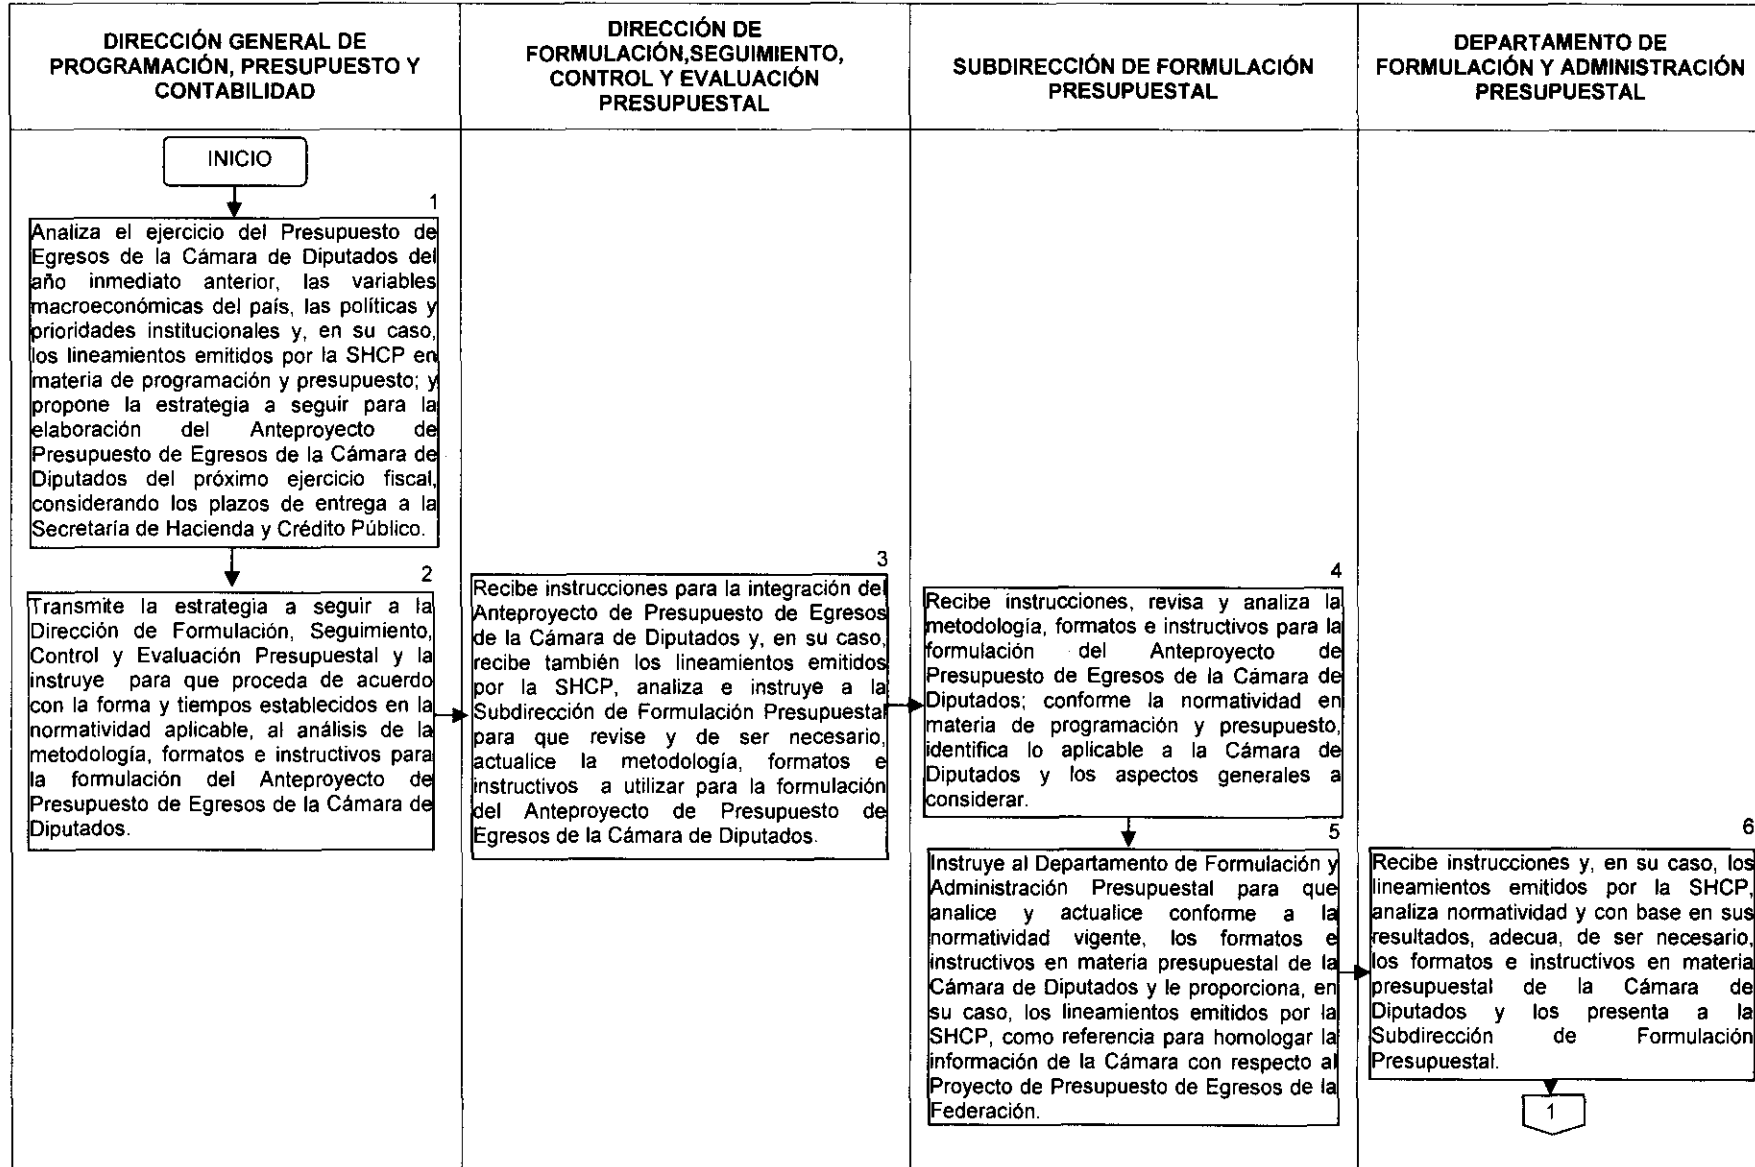 DIRECCIÓN GENERAL DE
PROGRAMACIÓN, PRESUPUESTO Y
CONTABILIDAD
DIRECCIÓN DE
FORMULACIÓN,SEGUIMIENTO,
CONTROL Y EVALUACIÓN
PRESUPUESTAL
SUBDIRECCIÓN DE FORMULACIÓN
PRESUPUESTAL
DEPARTAMENTO DE
FORMULACIÓN Y ADMINISTRACIÓN
PRESUPUESTAL
INICIO
1
Analiza el ejercicio del Presupuesto de
Egresos de la Cámara de Diputados del
año inmediato anterior, las variables
macroeconómicas del país, las políticas y
prioridades institucionales y, en su caso,
los lineamientos emitidos por la SHCP en
materia de programación y presupuesto; y
propone la estrategia a seguir para la
elaboración del Anteproyecto de
Presupuesto de Egresos de la Cámara de
Diputados del próximo ejercicio fiscal,
considerando los plazos de entrega a la
Secretaría de Hacienda y Crédito Público.
2
Transmite la estrategia a seguir a la
Dirección de Formulación, Seguimiento,
Control y Evaluación Presupuestal y la
instruye para que proceda de acuerdo
con la forma y tiempos establecidos en la
normatividad aplicable, al análisis de la
metodología, formatos e instructivos para
la formulación del Anteproyecto de
Presupuesto de Egresos de la Cámara de
Diputados.
3
Recibe instrucciones para la integración del
Anteproyecto de Presupuesto de Egresos
de la Cámara de Diputados y, en su caso,
recibe también los lineamientos emitidos
por la SHCP, analiza e instruye a la
Subdirección de Formulación Presupuestal
para que revise y de ser necesario,
actualice la metodología, formatos e
instructivos a utilizar para la formulación
del Anteproyecto de Presupuesto de
Egresos de la Cámara de Diputados.
4
Recibe instrucciones, revisa y analiza la
metodología, formatos e instructivos para la
formulación del Anteproyecto de
Presupuesto de Egresos de la Cámara de
Diputados; conforme la normatividad en
materia de programación y presupuesto,
identifica lo aplicable a la Cámara de
Diputados y los aspectos generales a
considerar.
5
Instruye al Departamento de Formulación y
Administración Presupuestal para que
analice y actualice conforme a la
normatividad vigente, los formatos e
instructivos en materia presupuestal de la
Cámara de Diputados y le proporciona, en
su caso, los lineamientos emitidos por la
SHCP, como referencia para homologar la
información de la Cámara con respecto al
Proyecto de Presupuesto de Egresos de la
Federación.
6
Recibe instrucciones y, en su caso, los
lineamientos emitidos por la SHCP,
analiza normatividad y con base en sus
resultados, adecua, de ser necesario,
los formatos e instructivos en materia
presupuestal de la Cámara de
Diputados y los presenta a la
Subdirección de Formulación
Presupuestal.
1